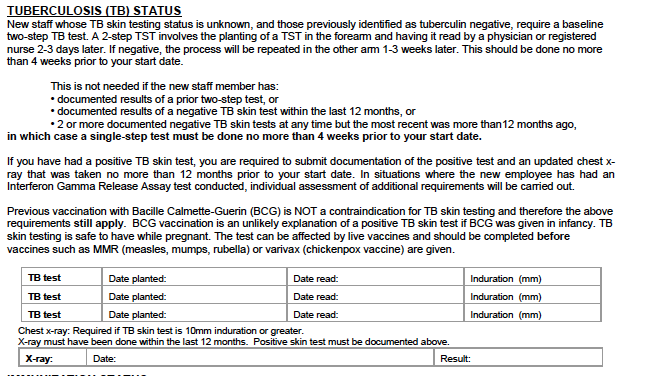 TUBERCULOSIS (TB) STATUS
New staff whose TB skin testing status is unknown, and those previously identified as tuberculin negative, require a baseline
two-step TB test. A 2-step TST involves the planting of a TST in the forearm and having it read by a physician or registered
nurse 2-3 days later. If negative, the process will be repeated in the other arm 1-3 weeks later. This should be done no more
than 4 weeks prior to your start date.
This is not needed if the new staff member has:
• documented results of a prior two-step test, or
• documented results of a negative TB skin test within the last 12 months, or
• 2 or more documented negative TB skin tests at any time but the most recent was more than12 months ago,
in which case a single-step test must be done no more than 4 weeks prior to your start date.
If you have had a positive TB skin test, you are required to submit documentation of the positive test and an updated chest x-
ray that was taken no more than 12 months prior to your start date. In situations where the new employee has had an
Interferon Gamma Release Assay test conducted, individual assessment of additional requirements will be carried out.
Previous vaccination with Bacille Calmette-Guerin (BCG) is NOT a contraindication for TB skin testing and therefore the above
requirements still apply. BCG vaccination is an unlikely explanation of a positive TB skin test if BCG was given in infancy. TB
skin testing is safe to have while pregnant. The test can be affected by live vaccines and should be completed before
vaccines such as MMR (measles, mumps, rubella) or varivax (chickenpox vaccine) are given.
TB test Date planted: Date read: Induration (mm)
TB test Date planted: Date read: Induration (mm)
TB test Date planted: Date read: Induration (mm)
Chest x-ray: Required if TB skin test is 10mm induration or greater.
X-ray must have been done within the last 12 months. Positive skin test must be documented above.
X-ray: Date: Result: